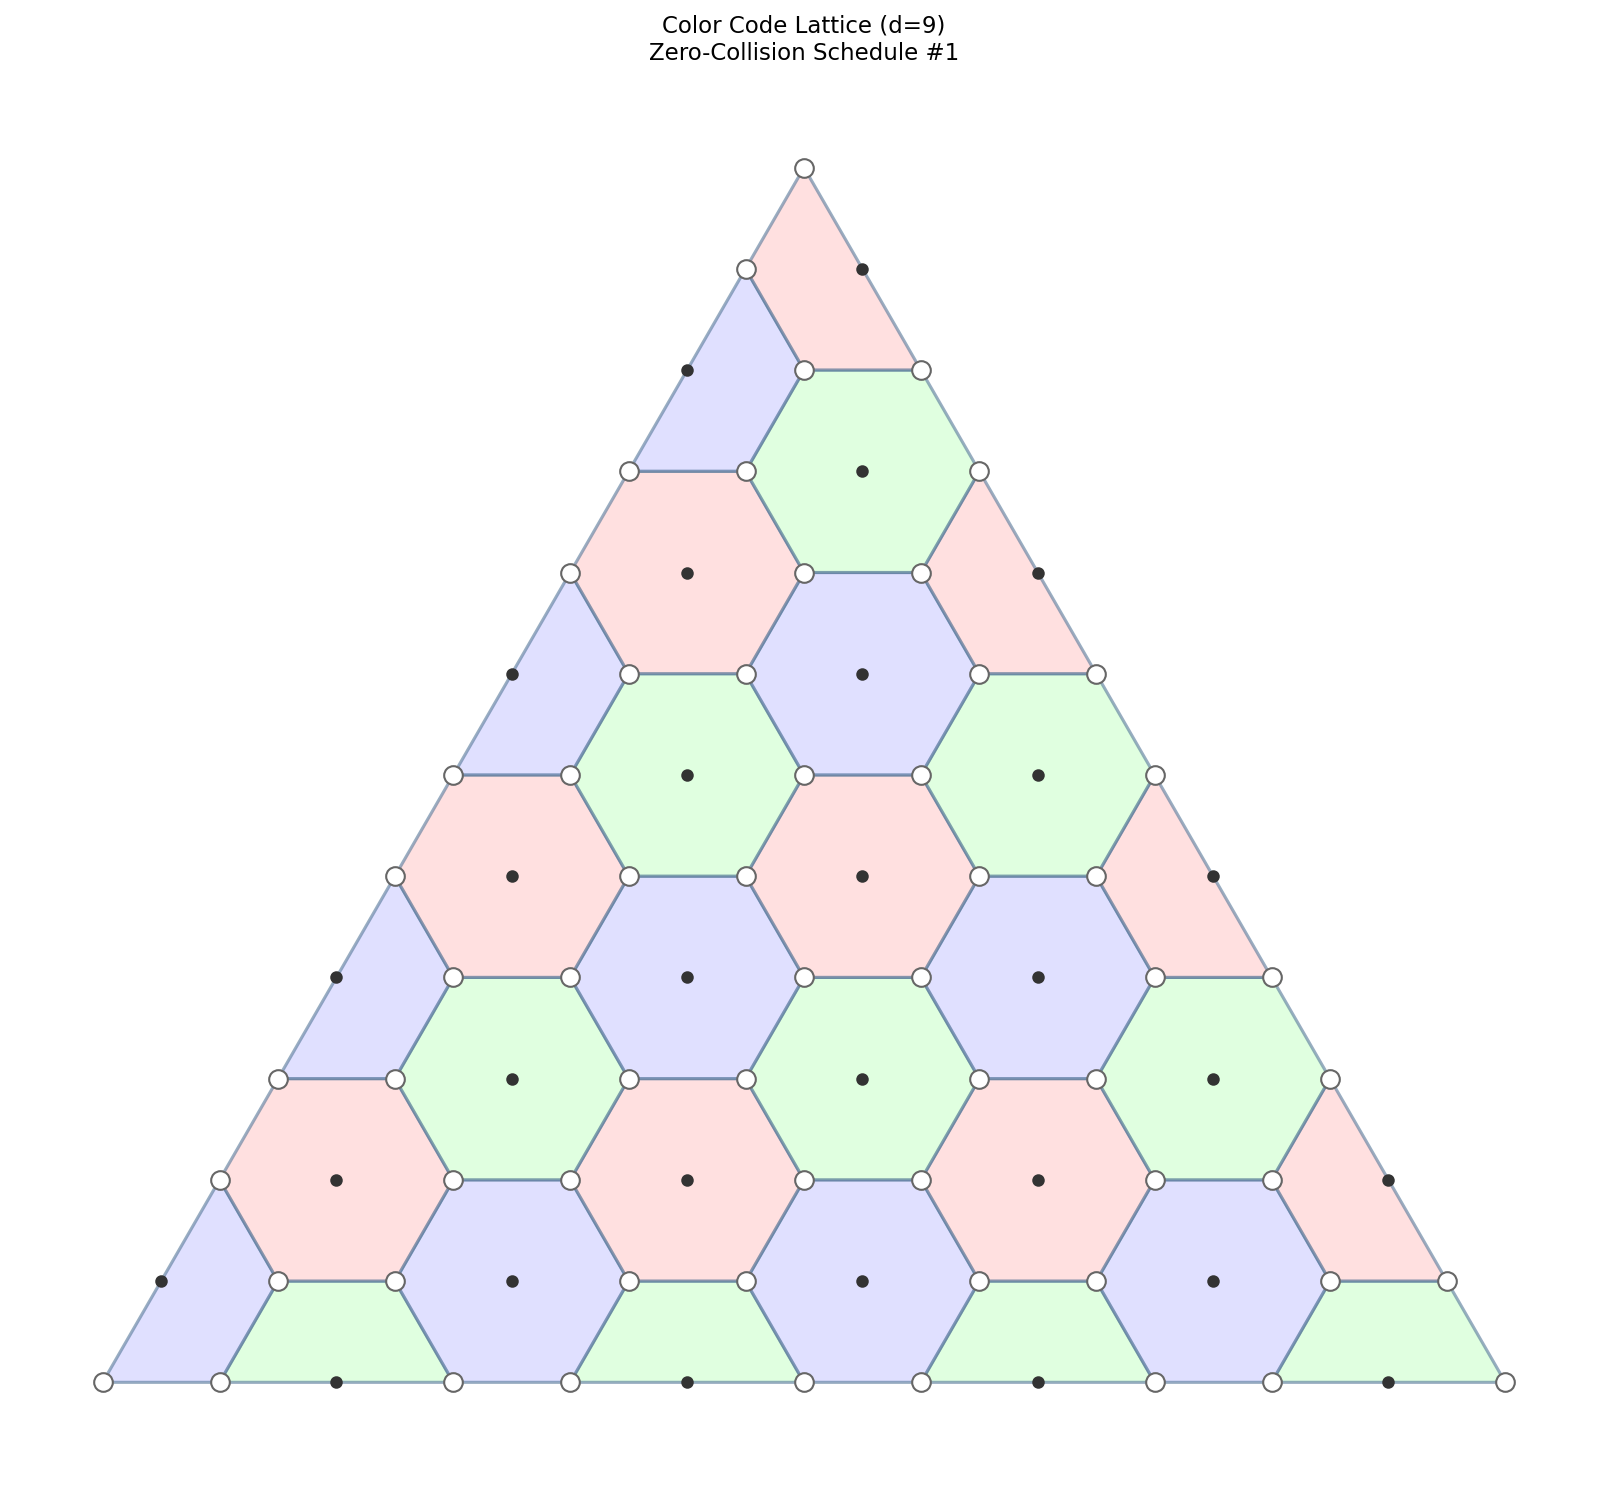 Color Code Lattice (d=9)
Zero-Collision Schedule #1